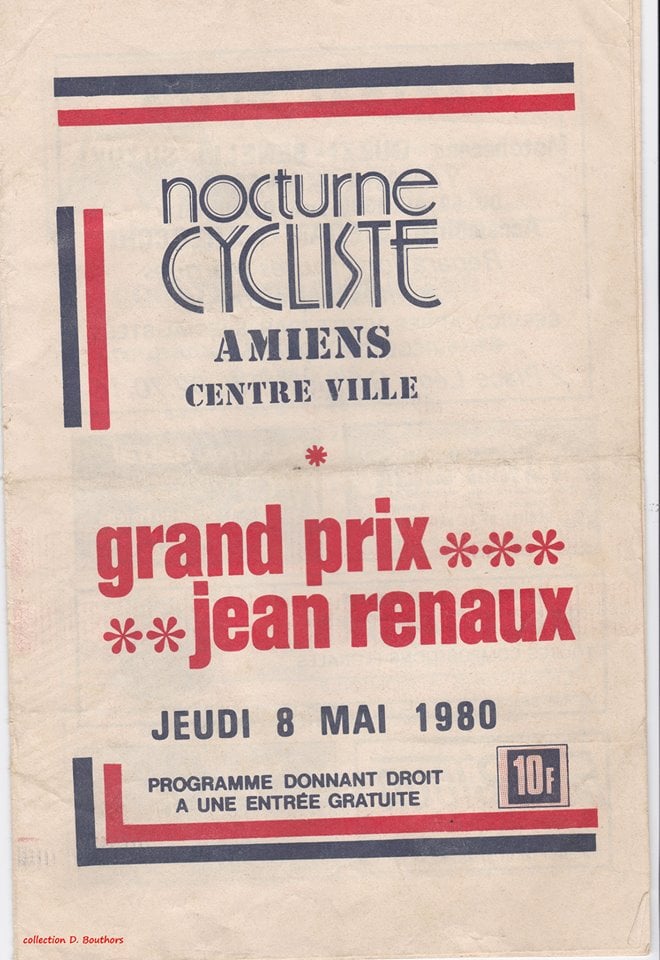 nocturne
CYCLISTE
AMIENS
CENTRE VILLE
*
grand prix ***
** jean renaux
JEUDI 8 MAI 1980
PROGRAMME DONNANT DROIT
A UNE ENTRÉE GRATUITE
10F
collection D. Bouthors